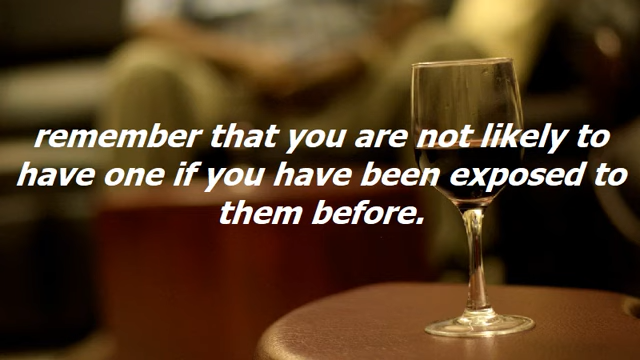 remember that you are not likely to
have one if you have been exposed to
them before.